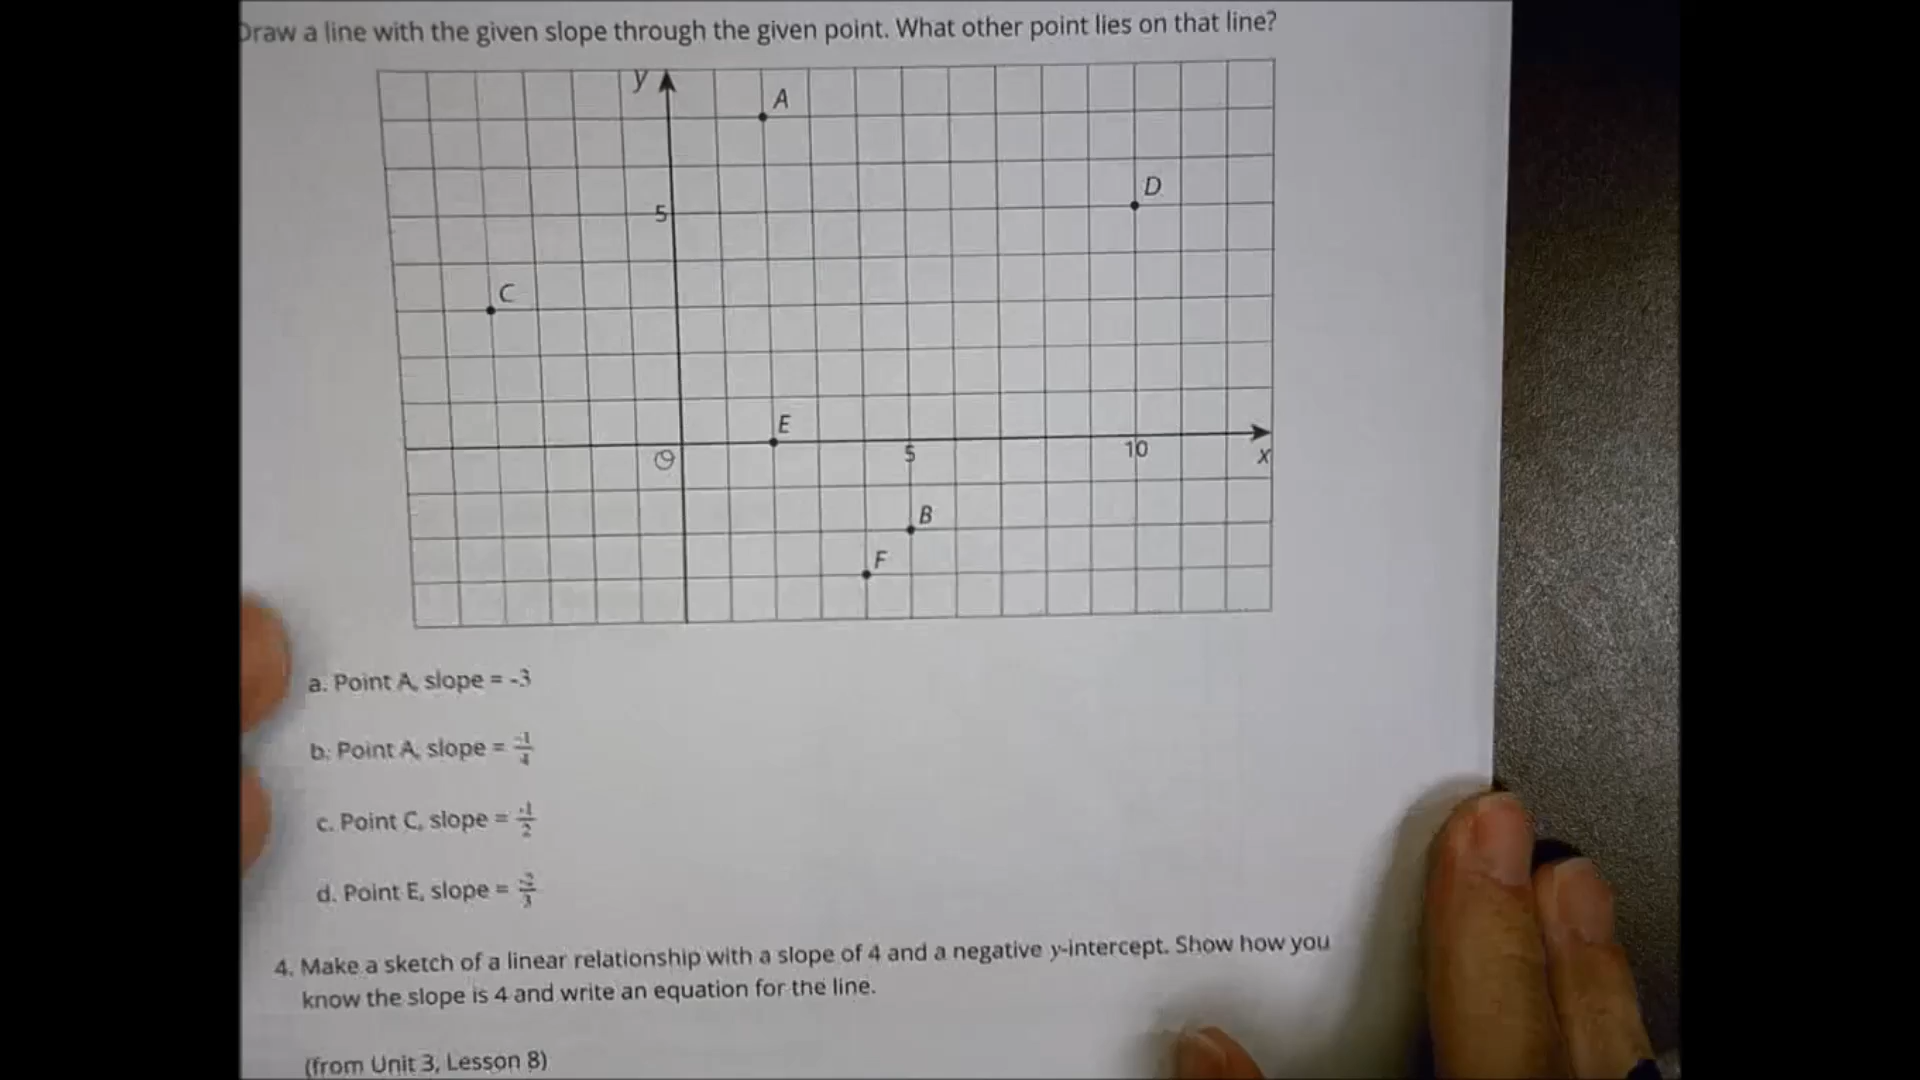 Draw a line with the given slope through the given point. What other point lies on that line?
y
A
D
5
C
E
O
5
10
x
B
F
a. Point A, slope = -3
b. Point A, slope = -1/4
c. Point C, slope = -1/2
d. Point E, slope = -2/3
4. Make a sketch of a linear relationship with a slope of 4 and a negative y-intercept. Show how you
know the slope is 4 and write an equation for the line.
(from Unit 3, Lesson 8)